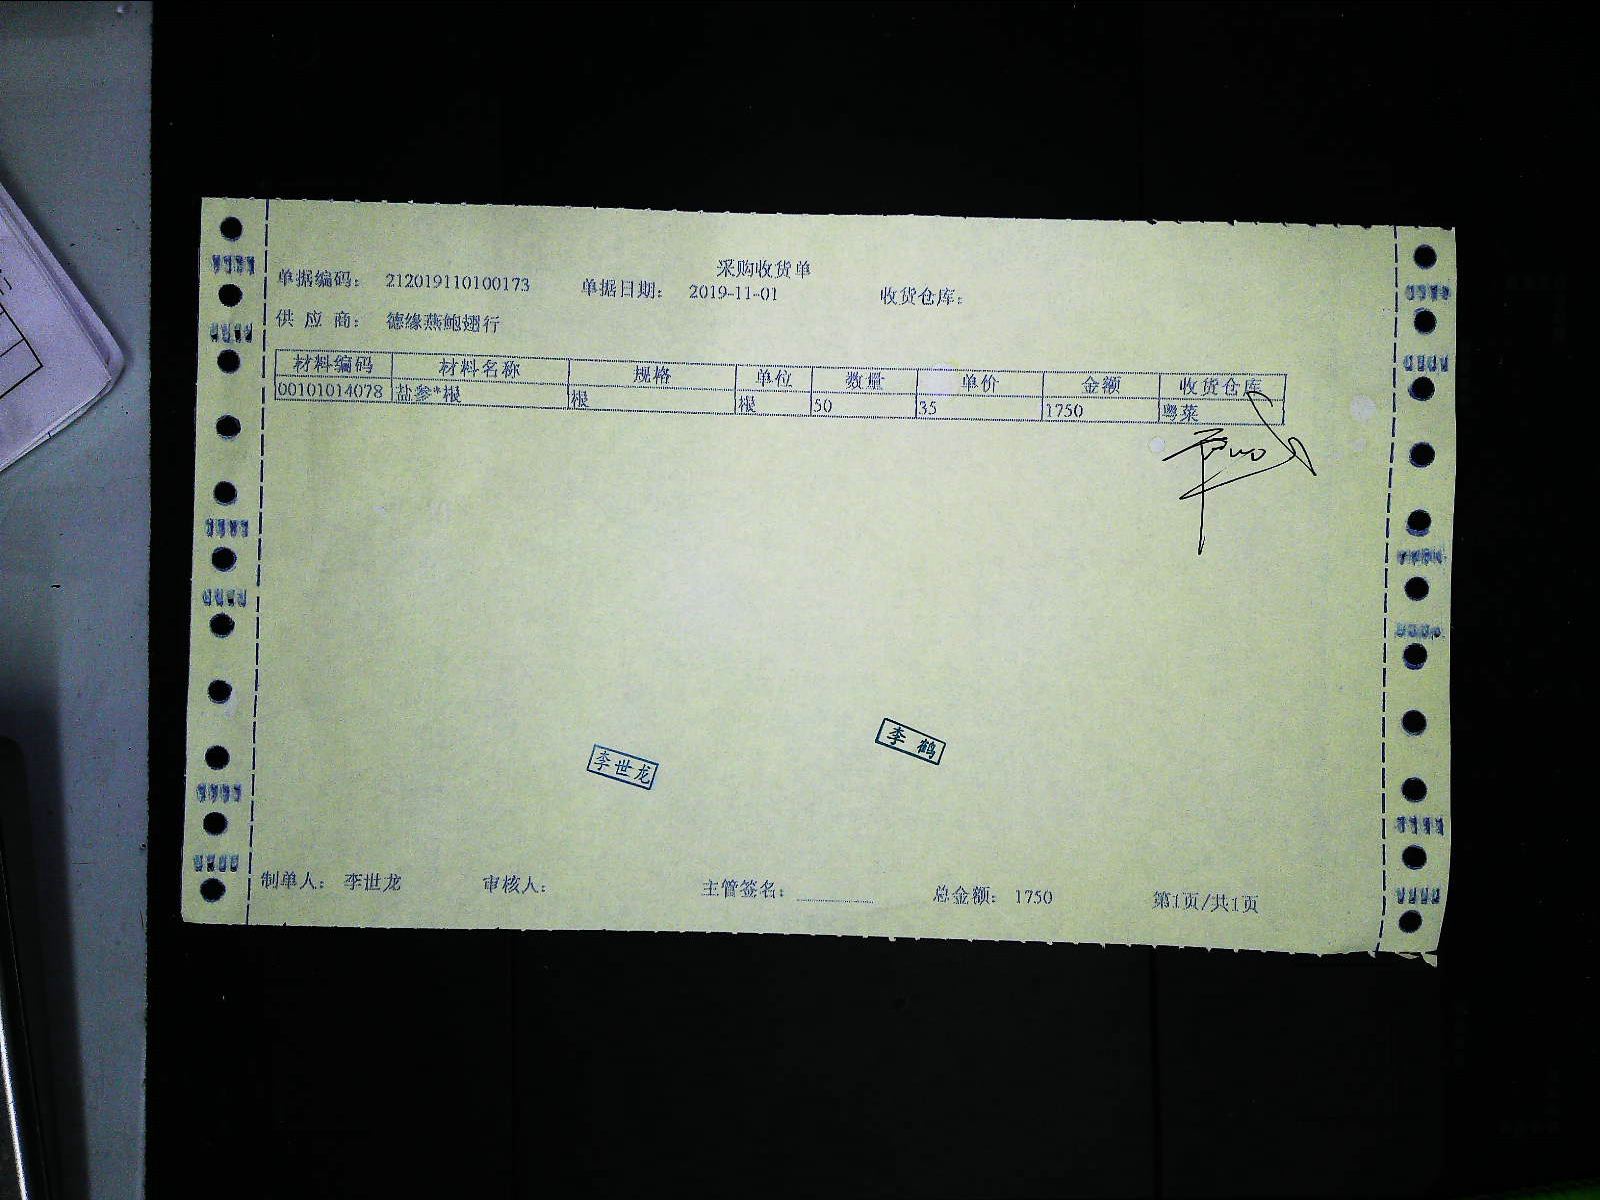 采购收货单
单据编码： 212019110100173 单据日期： 2019-11-01 收货仓库：
供 应 商： 德缘燕鲍翅行
材料编码 材料名称 规格 单位 数量 单价 金额 收货仓库
00101014078 盐参*根 根 根 50 35 1750 粤菜
李世龙
李鹤
制单人： 李世龙 审核人： 主管签名： 总金额： 1750 第1页/共1页